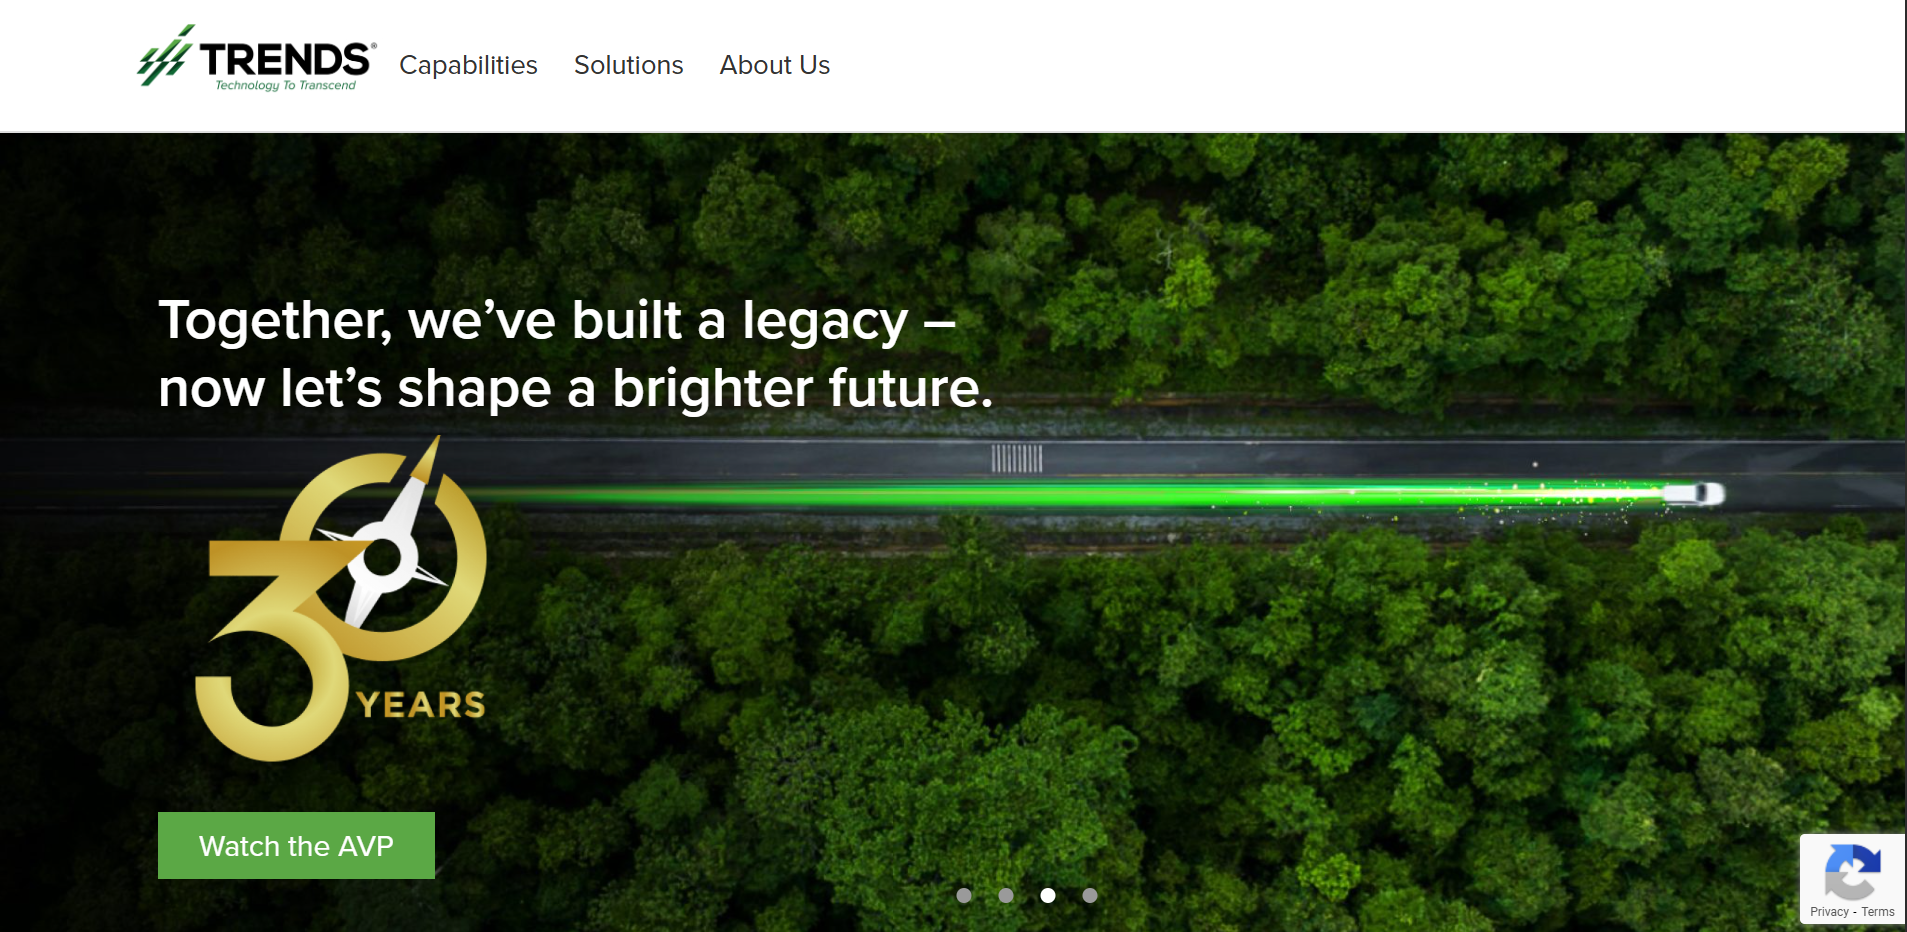 TRENDS®
Technology To Transcend
Capabilities
Solutions
About Us
Together, we’ve built a legacy –
now let’s shape a brighter future.
30
YEARS
Watch the AVP
Privacy - Terms